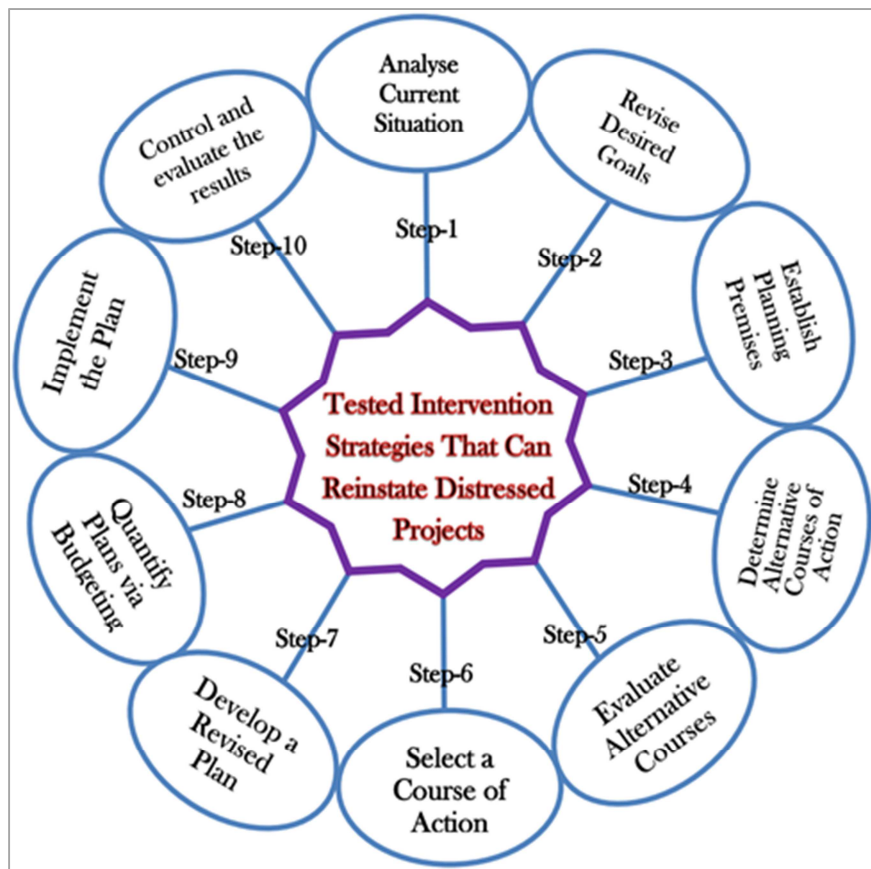 Analyse
Current
Situation
Step-1
Revise
Desired
Goals
Step-2
Establish
Planning
Premises
Step-3
Determine
Alternative
Courses of
Action
Step-4
Evaluate
Alternative
Courses
Step-5
Select a
Course of
Action
Step-6
Develop a
Revised
Plan
Step-7
Quantify
Plans via
Budgeting
Step-8
Implement
the Plan
Step-9
Control and
evaluate the
results
Step-10
Tested Intervention
Strategies That Can
Reinstate Distressed
Projects